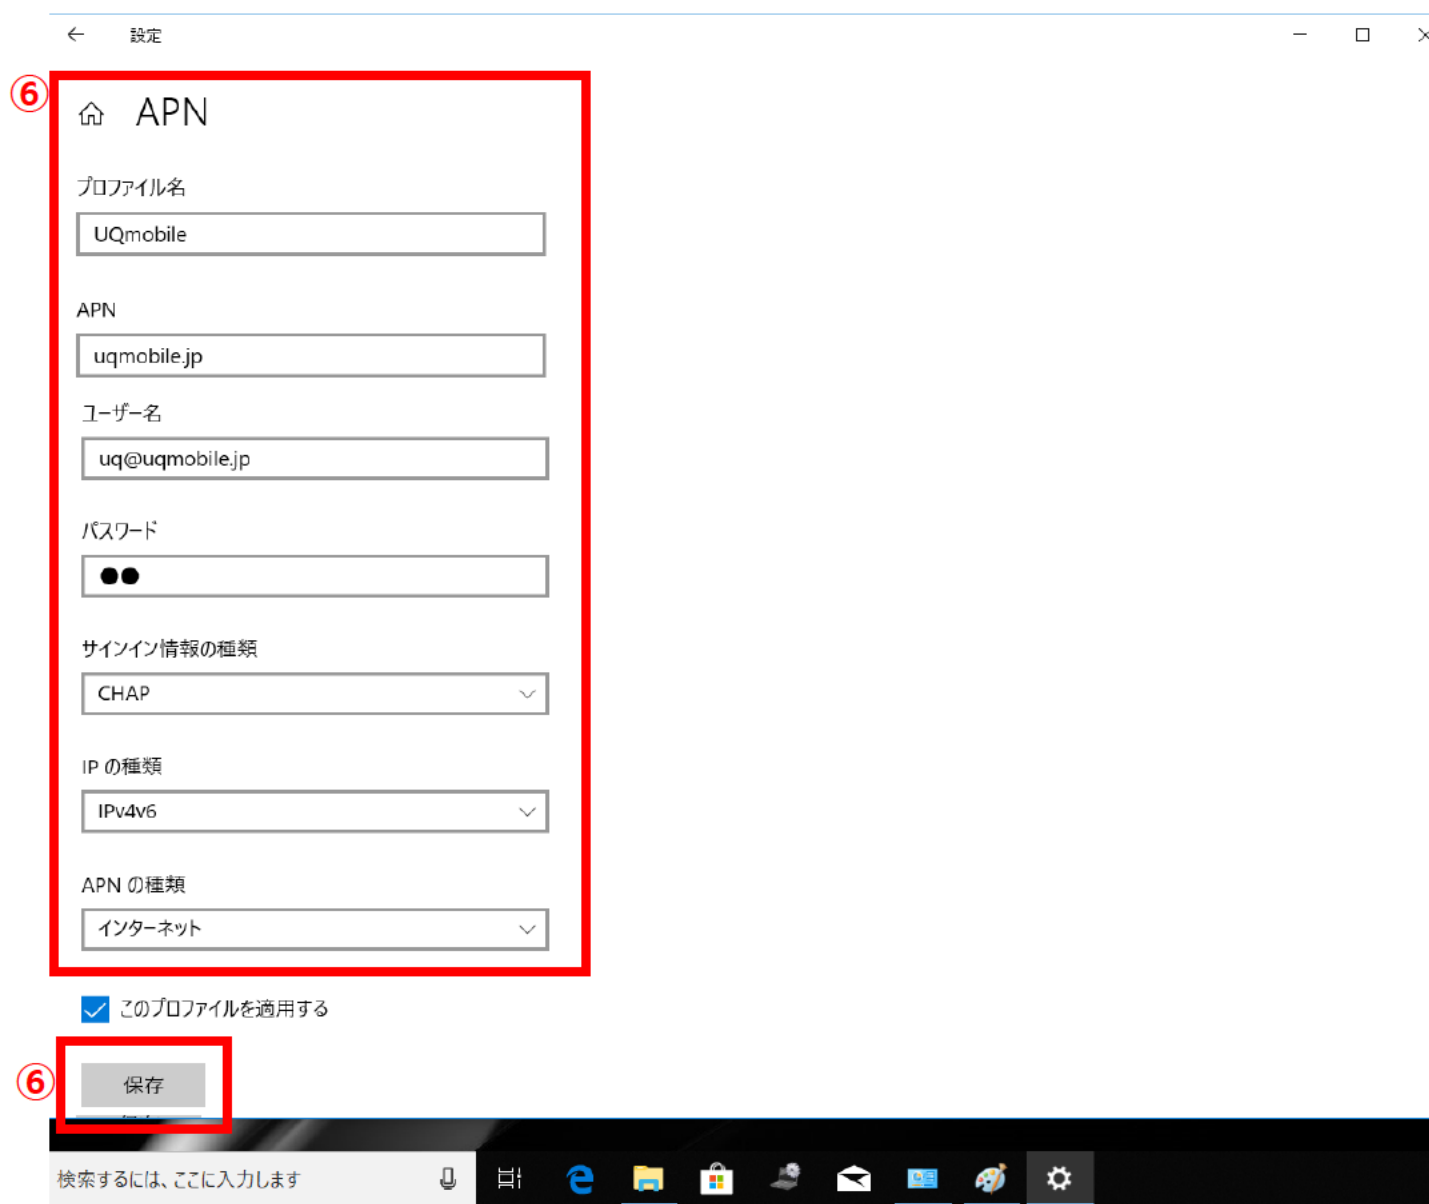 設定
⑥
APN
プロファイル名
UQmobile
APN
uqmobile.jp
ユーザー名
uq@uqmobile.jp
パスワード
●●
サインイン情報の種類
CHAP
IP の種類
IPv4v6
APN の種類
インターネット
このプロファイルを適用する
⑥
保存
検索するには、ここに入力します